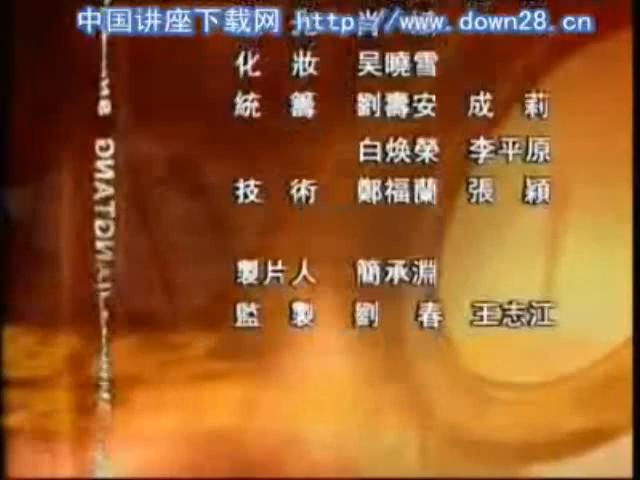 中国讲座下载网 http://www.down28.cn
化 妝 吴曉雪
統 籌 劉壽安 成 莉
白煥榮 李平原
技 術 鄭福蘭 張 穎
製片人 簡承淵
監 製 劉 春 王志江